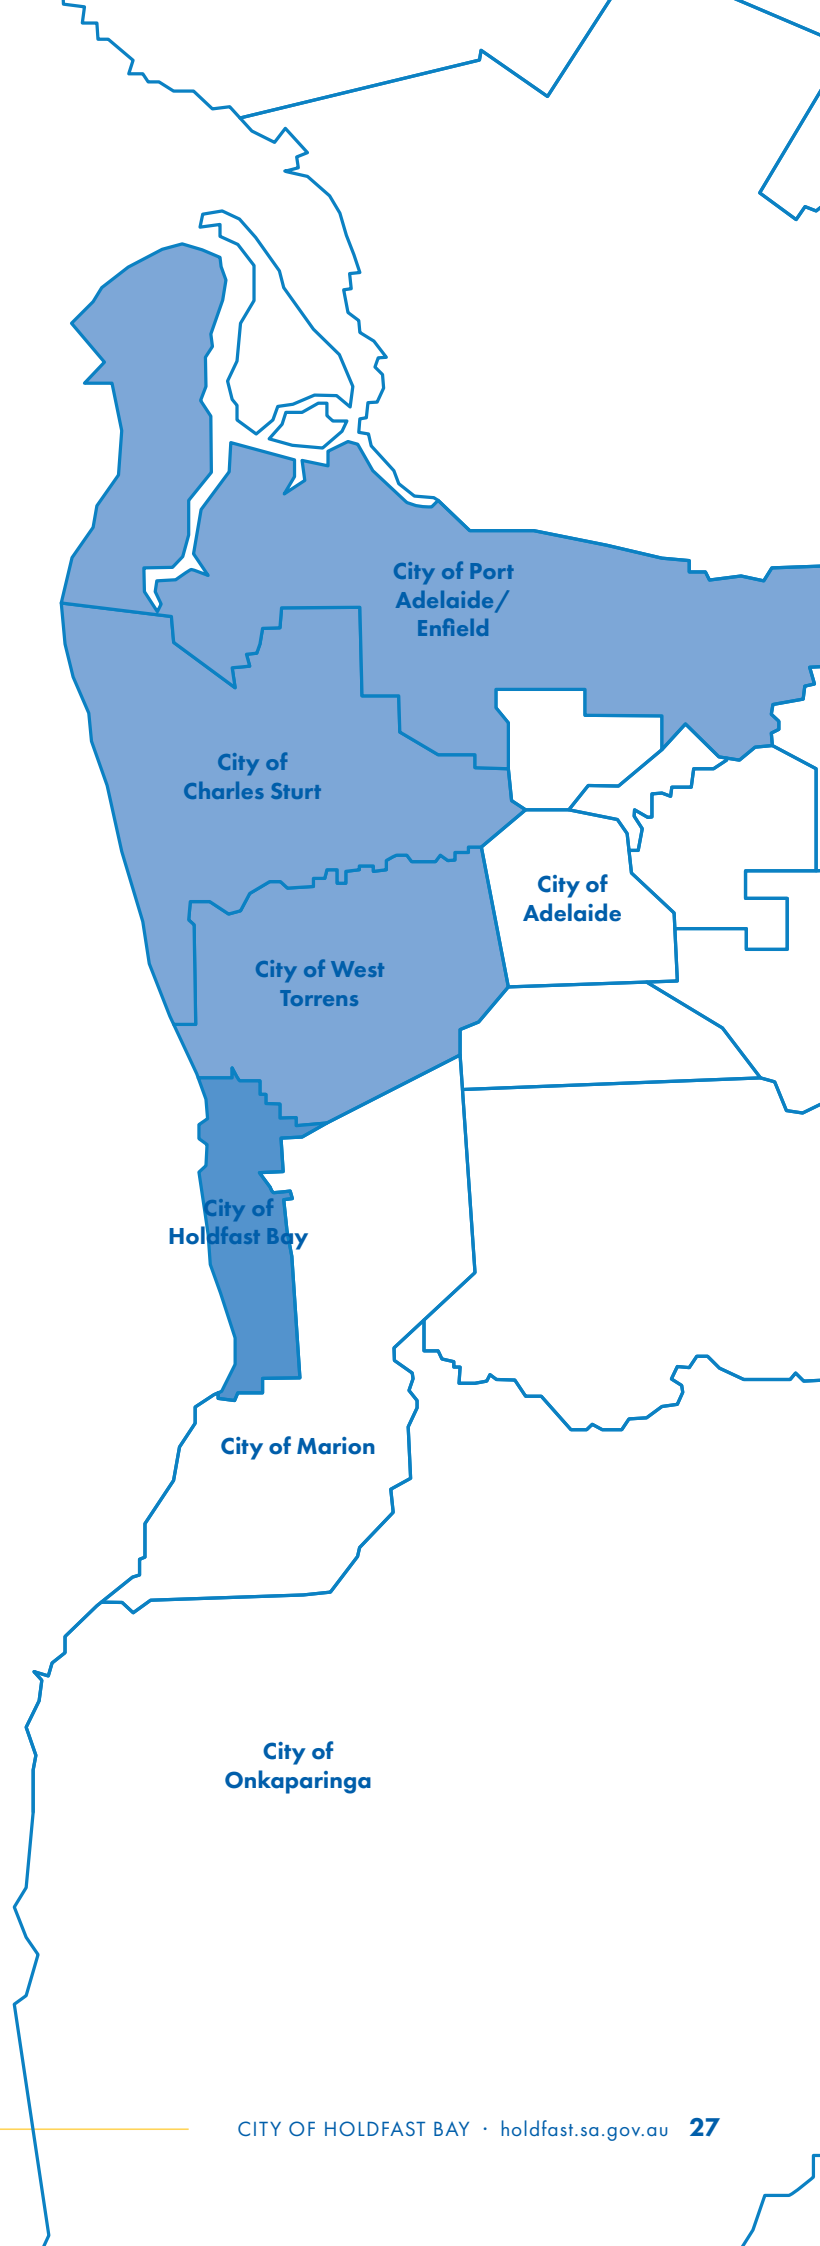 City of Port
Adelaide/
Enfield
City of
Charles Sturt
City of
Adelaide
City of West
Torrens
City of
Holdfast Bay
City of Marion
City of
Onkaparinga
CITY OF HOLDFAST BAY · holdfast.sa.gov.au 27